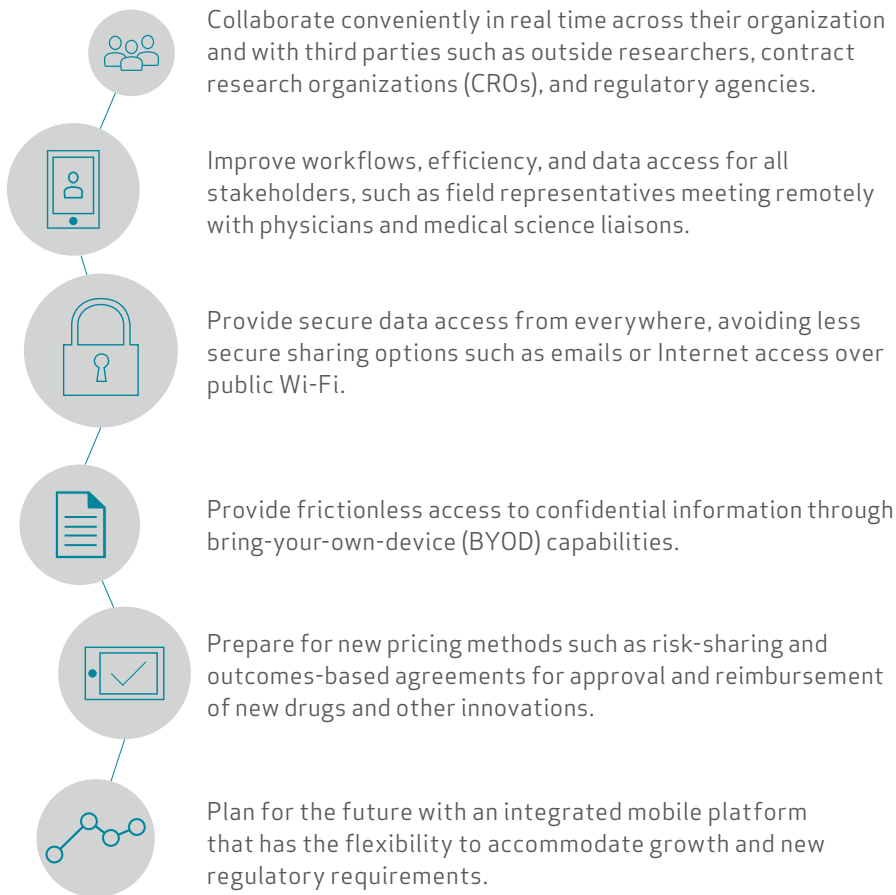 Collaborate conveniently in real time across their organization
and with third parties such as outside researchers, contract
research organizations (CROs), and regulatory agencies.
Improve workflows, efficiency, and data access for all
stakeholders, such as field representatives meeting remotely
with physicians and medical science liaisons.
Provide secure data access from everywhere, avoiding less
secure sharing options such as emails or Internet access over
public Wi-Fi.
Provide frictionless access to confidential information through
bring-your-own-device (BYOD) capabilities.
Prepare for new pricing methods such as risk-sharing and
outcomes-based agreements for approval and reimbursement
of new drugs and other innovations.
Plan for the future with an integrated mobile platform
that has the flexibility to accommodate growth and new
regulatory requirements.